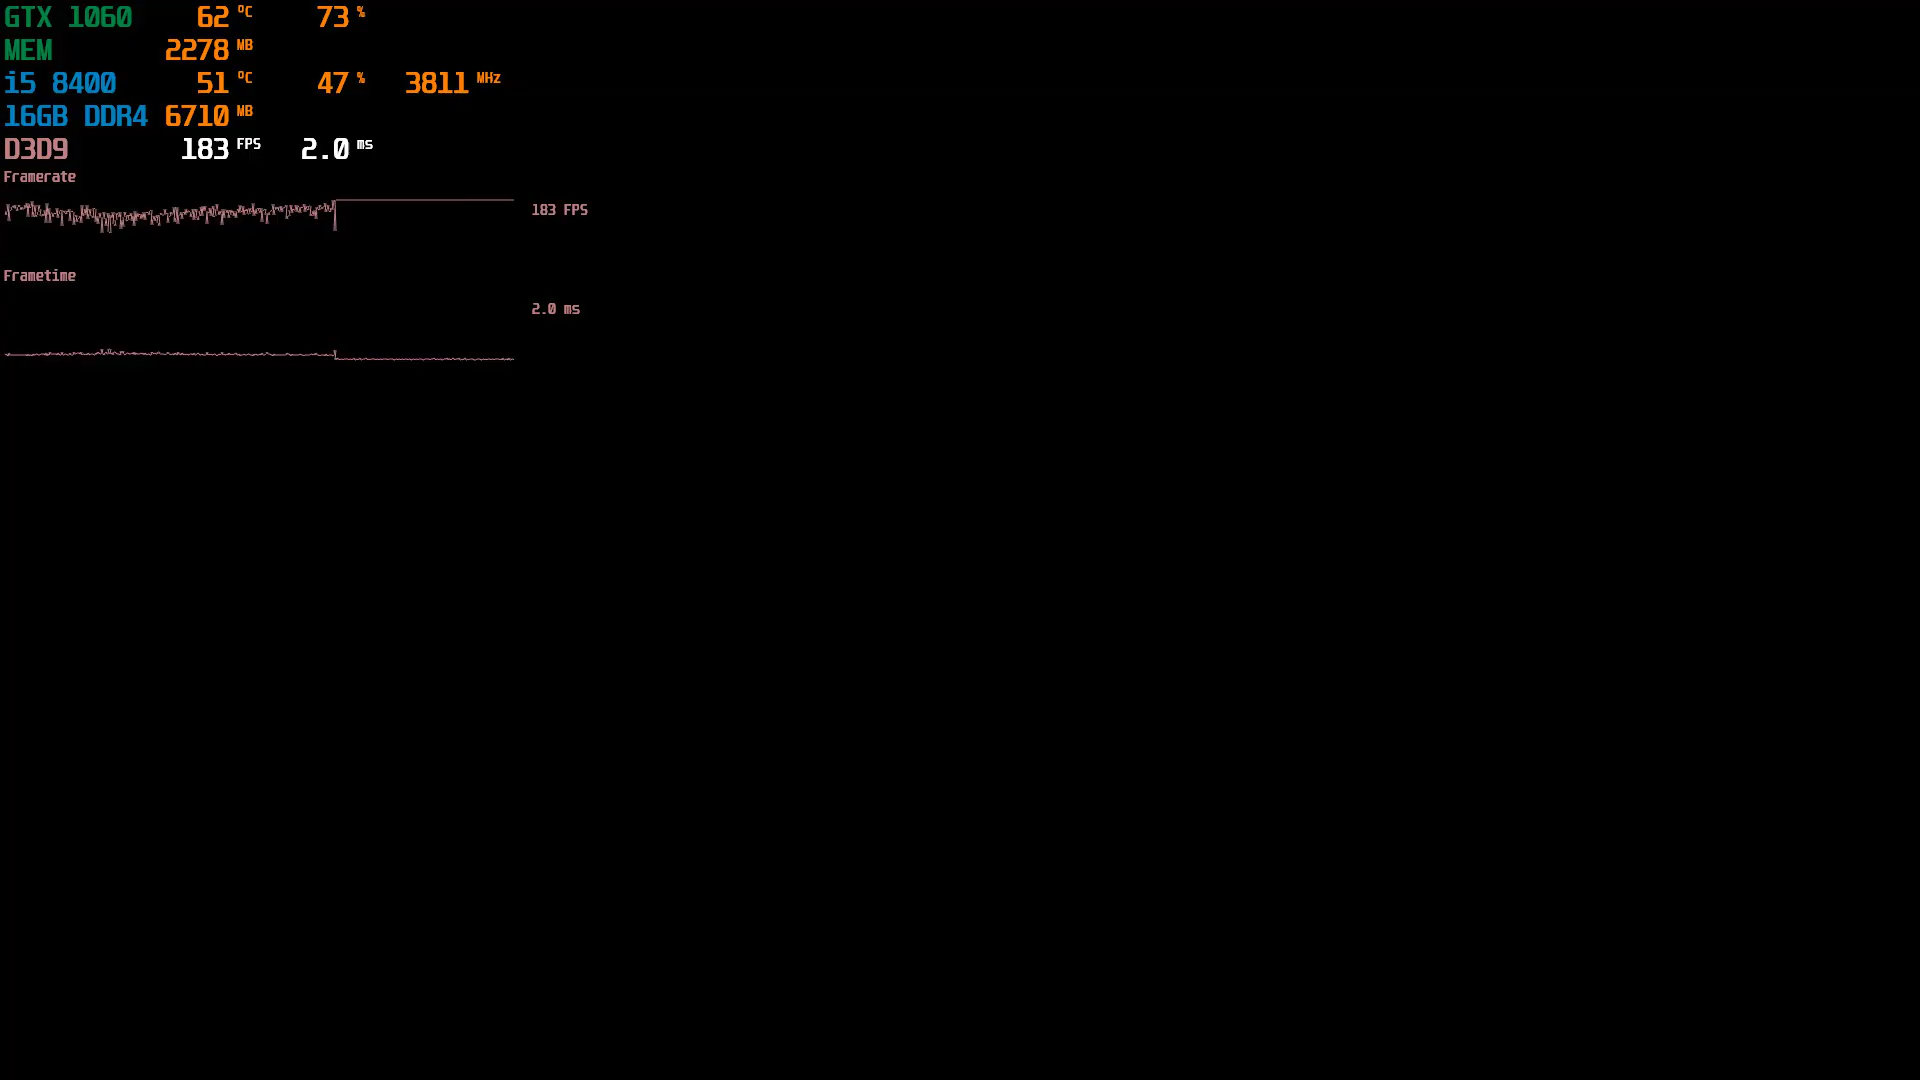 GTX 1060 62 °C 73 %
MEM 2278 MB
i5 8400 51 °C 47 % 3811 MHz
16GB DDR4 6710 MB
D3D9 183 FPS 2.0 ms
Framerate
183 FPS
Frametime
2.0 ms